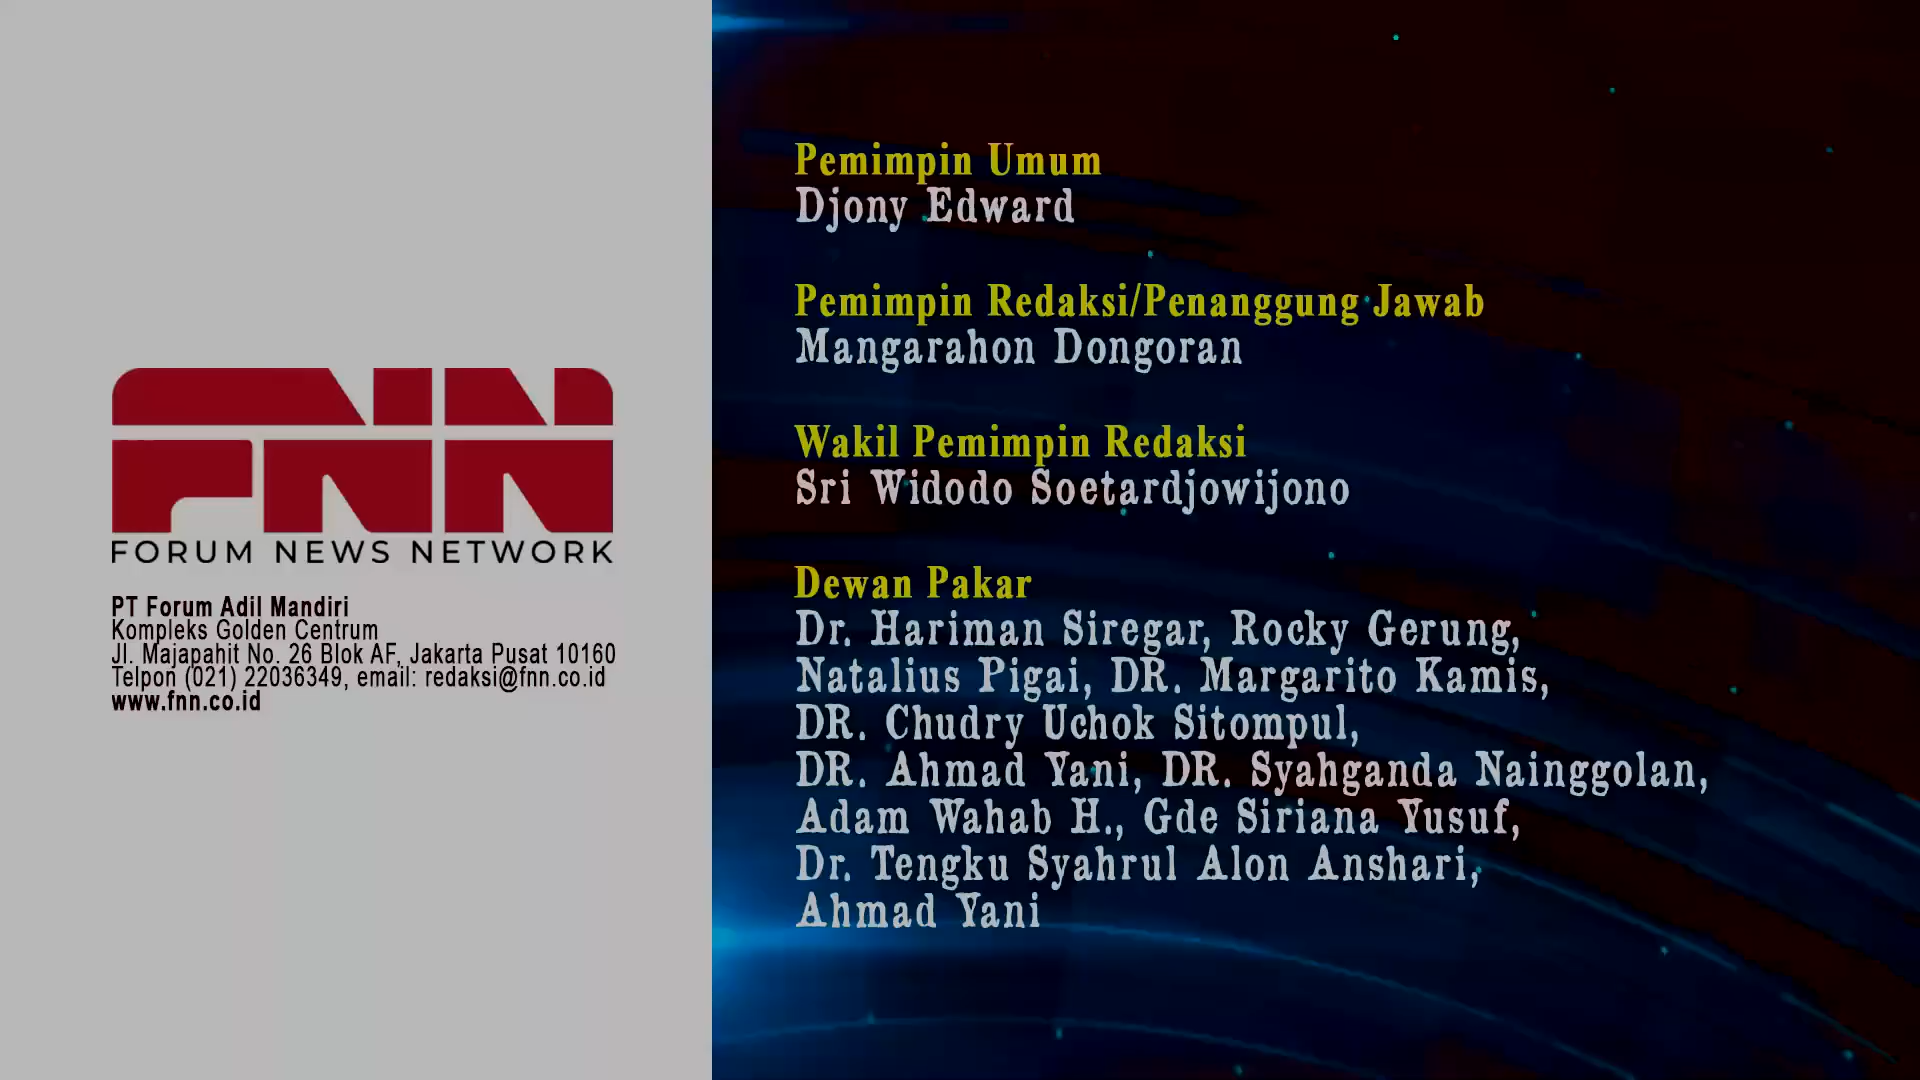 FNN
FORUM NEWS NETWORK
PT Forum Adil Mandiri
Kompleks Golden Centrum
Jl. Majapahit No. 26 Blok AF, Jakarta Pusat 10160
Telpon (021) 22036349, email: redaksi@fnn.co.id
www.fnn.co.id
Pemimpin Umum
Djony Edward
Pemimpin Redaksi/Penanggung Jawab
Mangarahon Dongoran
Wakil Pemimpin Redaksi
Sri Widodo Soetardjowijono
Dewan Pakar
Dr. Hariman Siregar, Rocky Gerung,
Natalius Pigai, DR. Margarito Kamis,
DR. Chudry Uchok Sitompul,
DR. Ahmad Yani, DR. Syahganda Nainggolan,
Adam Wahab H., Gde Siriana Yusuf,
Dr. Tengku Syahrul Alon Anshari,
Ahmad Yani